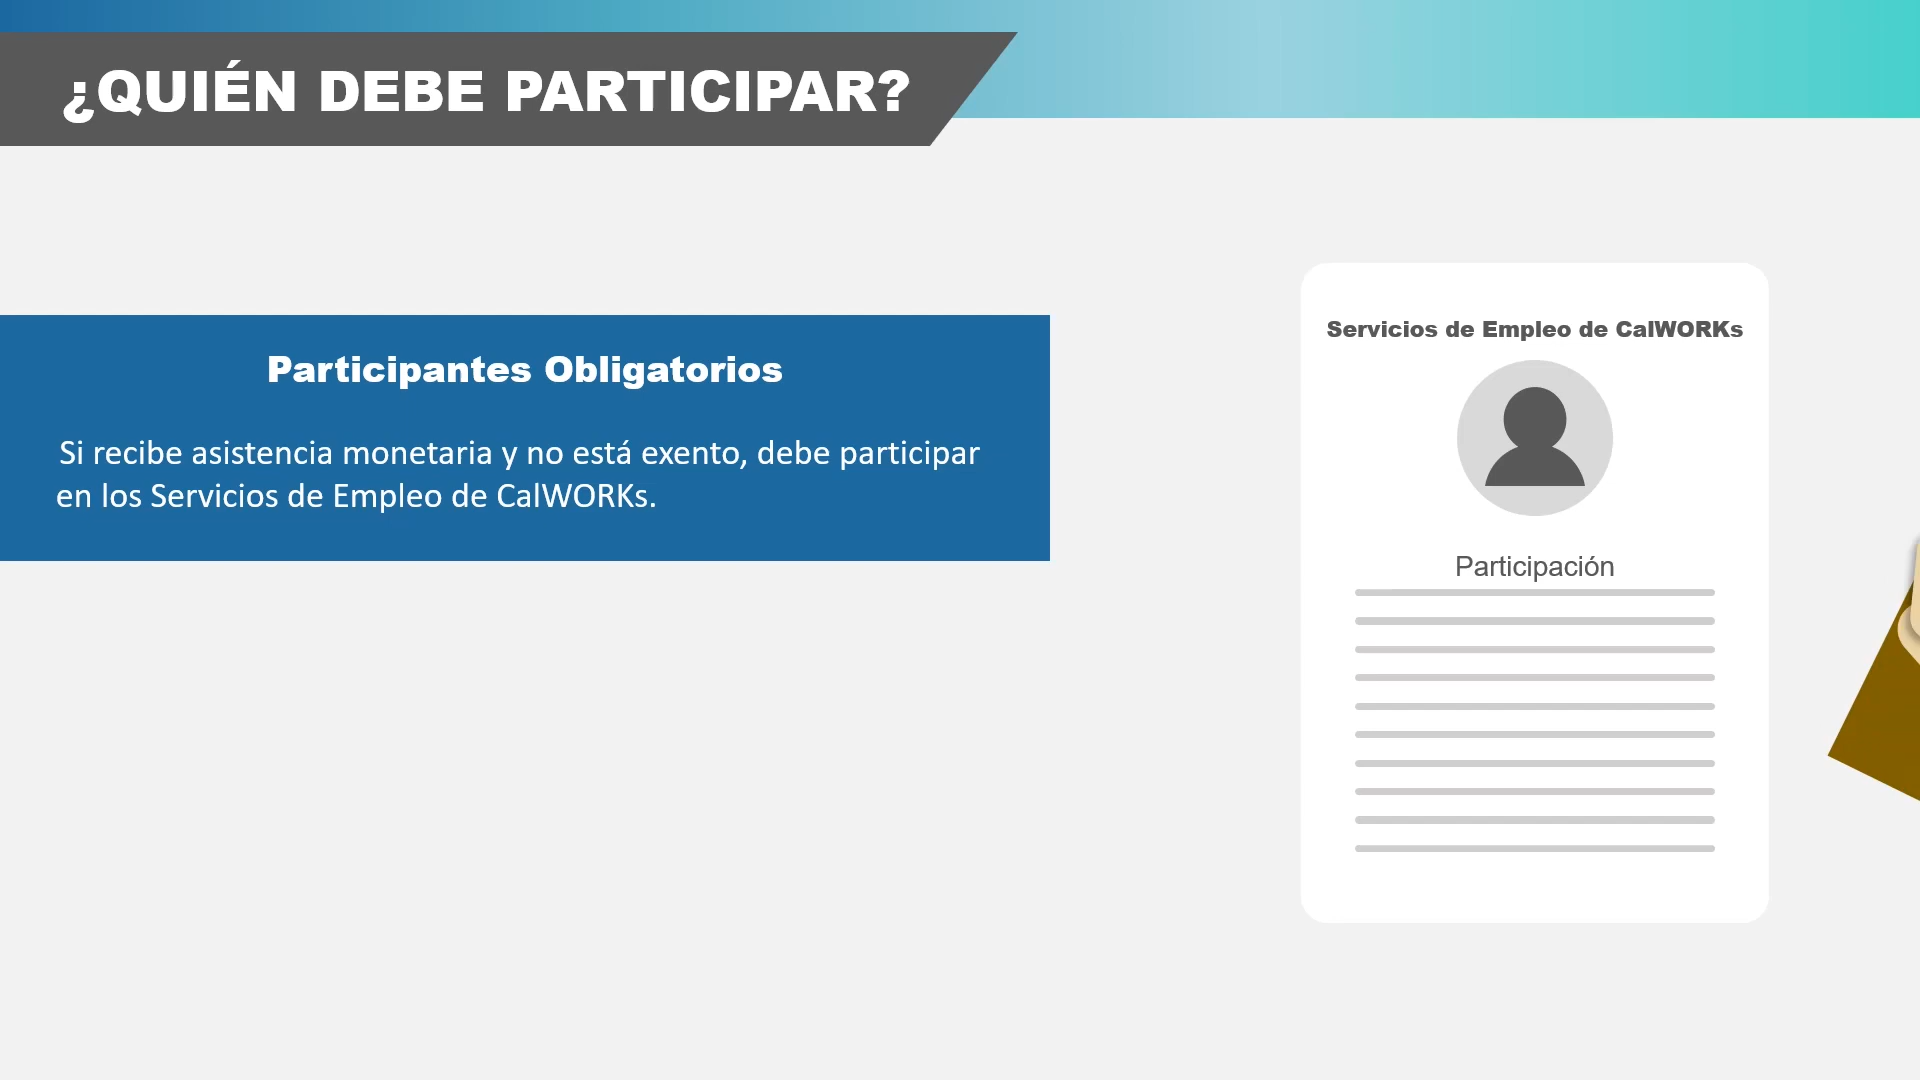 ¿QUIÉN DEBE PARTICIPAR?
Participantes Obligatorios
Si recibe asistencia monetaria y no está exento, debe participar
en los Servicios de Empleo de CalWORKs.
Servicios de Empleo de CalWORKs
Participación